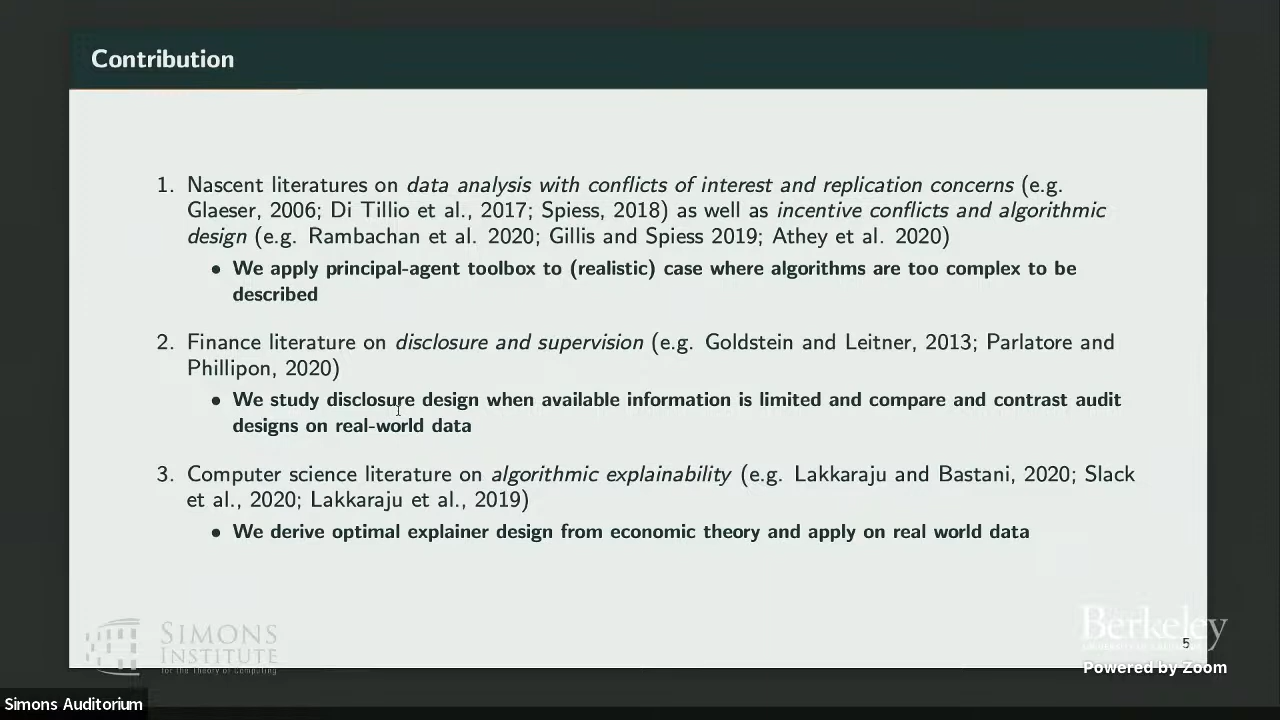 Contribution
1. Nascent literatures on data analysis with conflicts of interest and replication concerns (e.g.
Glaeser, 2006; Di Tillio et al., 2017; Spiess, 2018) as well as incentive conflicts and algorithmic
design (e.g. Rambachan et al. 2020; Gillis and Spiess 2019; Athey et al. 2020)
• We apply principal-agent toolbox to (realistic) case where algorithms are too complex to be
described
2. Finance literature on disclosure and supervision (e.g. Goldstein and Leitner, 2013; Parlatore and
Phillipon, 2020)
• We study disclosure design when available information is limited and compare and contrast audit
designs on real-world data
3. Computer science literature on algorithmic explainability (e.g. Lakkaraju and Bastani, 2020; Slack
et al., 2020; Lakkaraju et al., 2019)
• We derive optimal explainer design from economic theory and apply on real world data
SIMONS
INSTITUTE
for the Theory of Computing
Berkeley
5
Powered by Zoom
Simons Auditorium